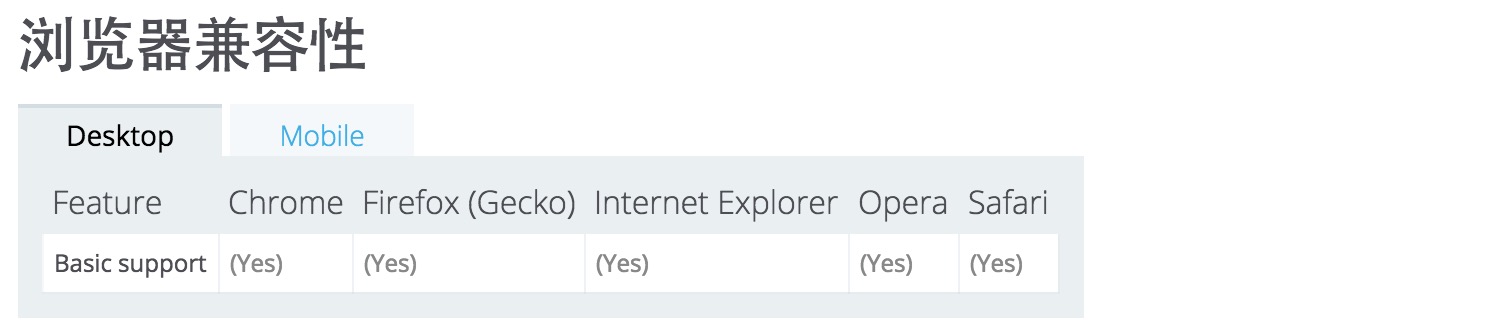 浏览器兼容性
Desktop Mobile
Feature Chrome Firefox (Gecko) Internet Explorer Opera Safari
Basic support (Yes) (Yes) (Yes) (Yes) (Yes)